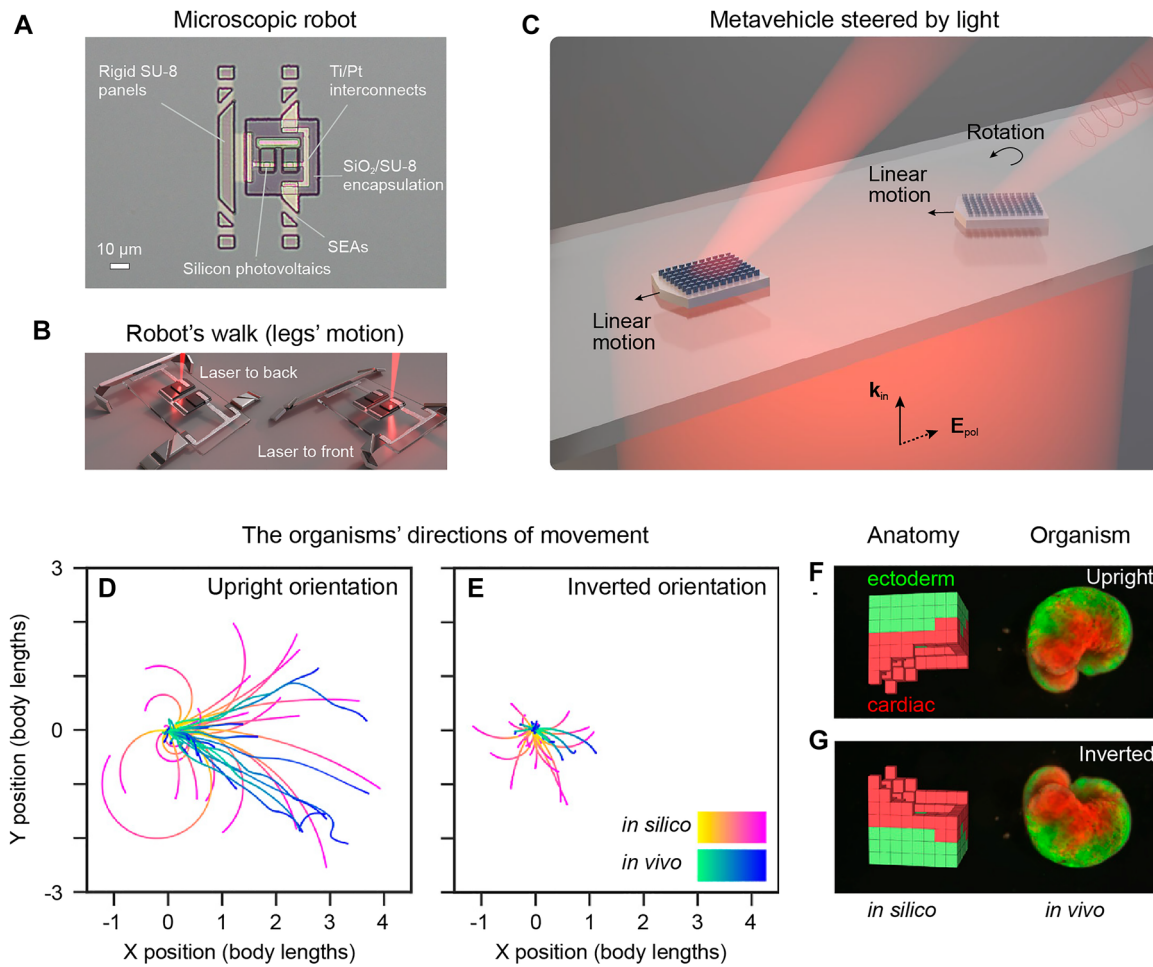 A
Microscopic robot
Rigid SU-8
panels
Ti/Pt
interconnects
SiO2/SU-8
encapsulation
SEAs
Silicon photovoltaics
10 μm
B
Robot's walk (legs' motion)
Laser to back
Laser to front
C
Metavehicle steered by light
Rotation
Linear
motion
Linear
motion
kin
Epol
The organisms' directions of movement
D
Upright orientation
Y position (body lengths)
3
0
-3
-1
0
1
2
3
4
X position (body lengths)
E
Inverted orientation
in silico
in vivo
-1
0
1
2
3
4
X position (body lengths)
Anatomy
Organism
F
ectoderm
cardiac
Upright
G
Inverted
in silico
in vivo